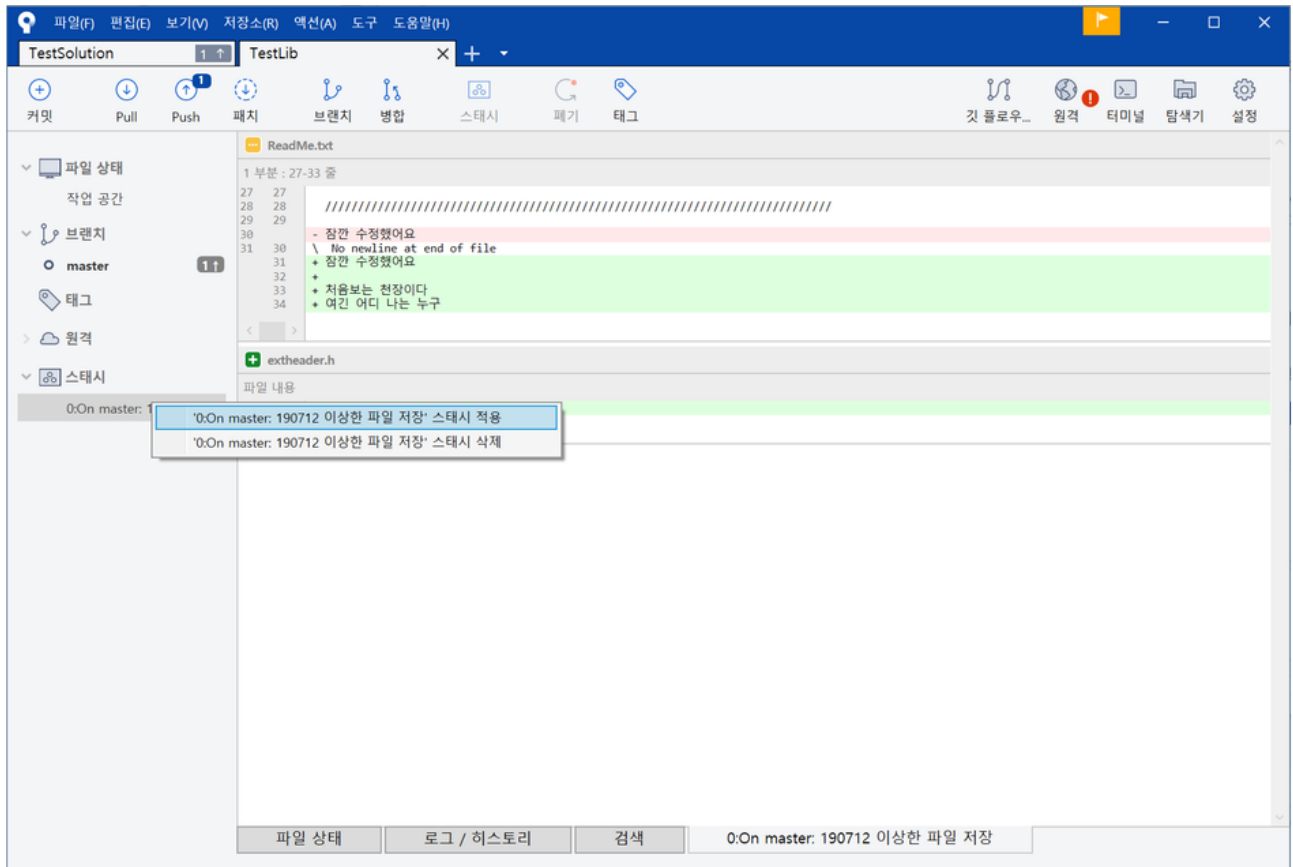 파일(F) 편집(E) 보기(V) 저장소(R) 액션(A) 도구 도움말(H)
TestSolution 1 ↑ TestLib
1
커밋 Pull Push 패치 브랜치 병합 스태시 폐기 태그 깃 플로우... 원격 터미널 탐색기 설정
ReadMe.txt
파일 상태
1 부분 : 27-33 줄
작업 공간
27 27
28 28 /////////////////////////////////////////////////////////////////////////////
29 29
브랜치
30 - 잠깐 수정했어요
31 30 \ No newline at end of file
31 + 잠깐 수정했어요
master 1↑
32 +
33 + 처음보는 천장이다
34 + 여긴 어디 나는 누구
태그
원격
extheader.h
스태시
파일 내용
0:On master: 1
'0:On master: 190712 이상한 파일 저장' 스태시 적용
'0:On master: 190712 이상한 파일 저장' 스태시 삭제
파일 상태 로그 / 히스토리 검색 0:On master: 190712 이상한 파일 저장